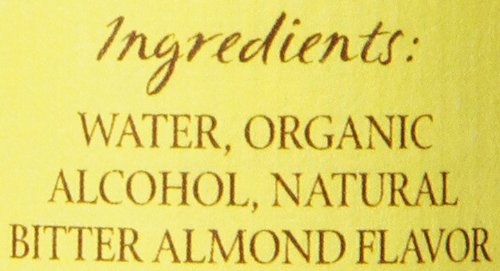 Ingredients:
WATER, ORGANIC
ALCOHOL, NATURAL
BITTER ALMOND FLAVOR